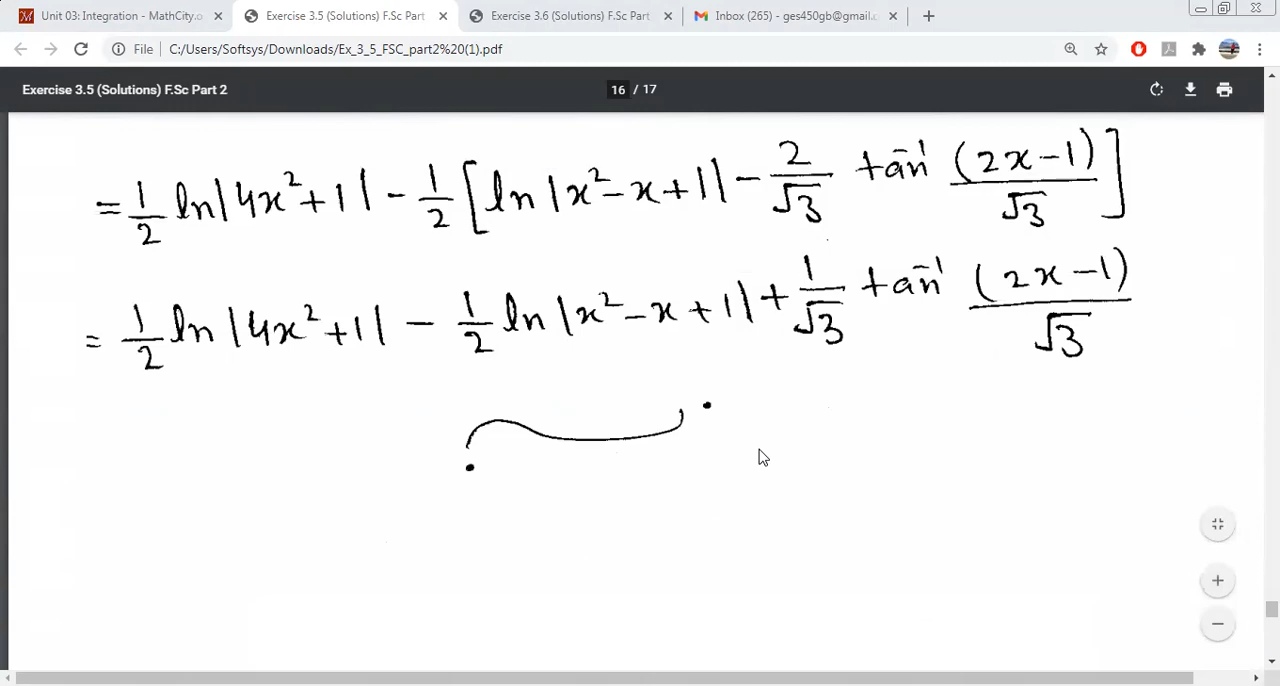 Unit 03: Integration - MathCity.o
Exercise 3.5 (Solutions) F.Sc Part
Exercise 3.6 (Solutions) F.Sc Part
Inbox (265) - ges450gb@gmail.c
File | C:/Users/Softsys/Downloads/Ex_3_5_FSC_part2%20(1).pdf
Exercise 3.5 (Solutions) F.Sc Part 2
16 / 17
= 1/2 ln|4x²+1| - 1/2 [ln|x²-x+1| - 2/√3 tan⁻¹ (2x-1)/√3]
= 1/2 ln|4x²+1| - 1/2 ln|x²-x+1| + 1/√3 tan⁻¹ (2x-1)/√3